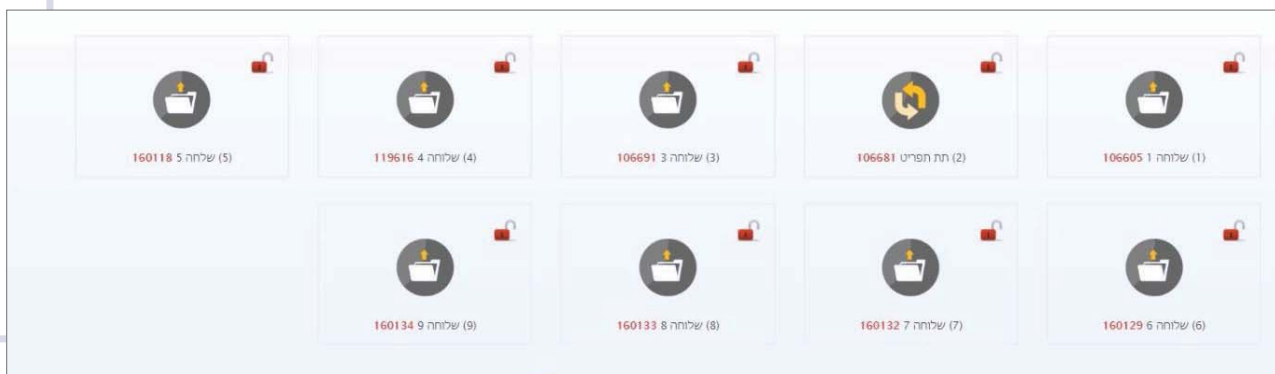 (1) שלוחה 1 106605
(2) תת תפריט 106681
(3) שלוחה 3 106691
(4) שלוחה 4 119616
(5) שלחה 5 160118
(6) שלוחה 6 160129
(7) שלוחה 7 160132
(8) שלוחה 8 160133
(9) שלוחה 9 160134